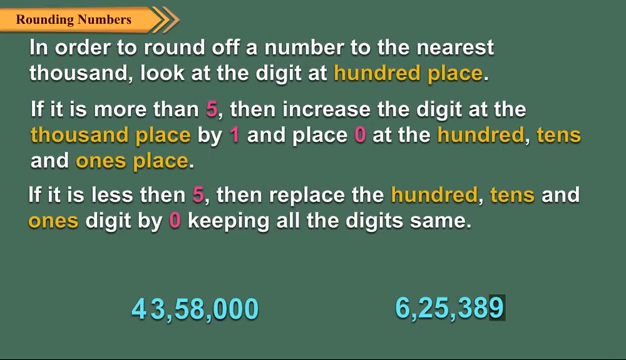 Rounding Numbers
In order to round off a number to the nearest
thousand, look at the digit at hundred place.
If it is more than 5, then increase the digit at the
thousand place by 1 and place 0 at the hundred, tens
and ones place.
If it is less then 5, then replace the hundred, tens and
ones digit by 0 keeping all the digits same.
43,58,000 6,25,389